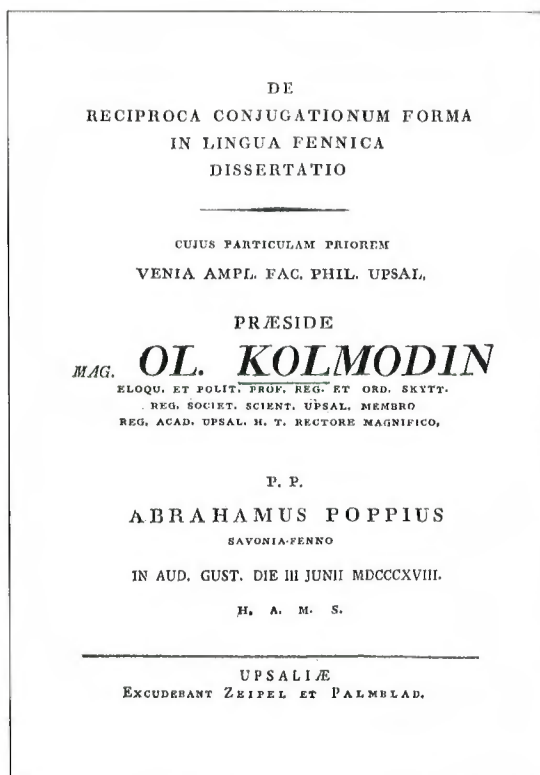 DE
RECIPROCA CONJUGATIONUM FORMA
IN LINGUA FENNICA
DISSERTATIO
CUJUS PARTICULAM PRIOREM
VENIA AMPL. FAC. PHIL. UPSAL.
PRÆSIDE
MAG. OL. KOLMODIN
ELOQU. ET POLIT. PROF. REG. ET ORD. SKYTT.
REG. SOCIET. SCIENT. UPSAL. MEMBRO
REG. ACAD. UPSAL. H. T. RECTORE MAGNIFICO,
P. P.
ABRAHAMUS POPPIUS
SAVONIA-FENNO
IN AUD. GUST. DIE III JUNII MDCCCXVIII.
H. A. M. S.
UPSALIÆ
EXCUDEBANT ZEIPEL ET PALMBLAD.